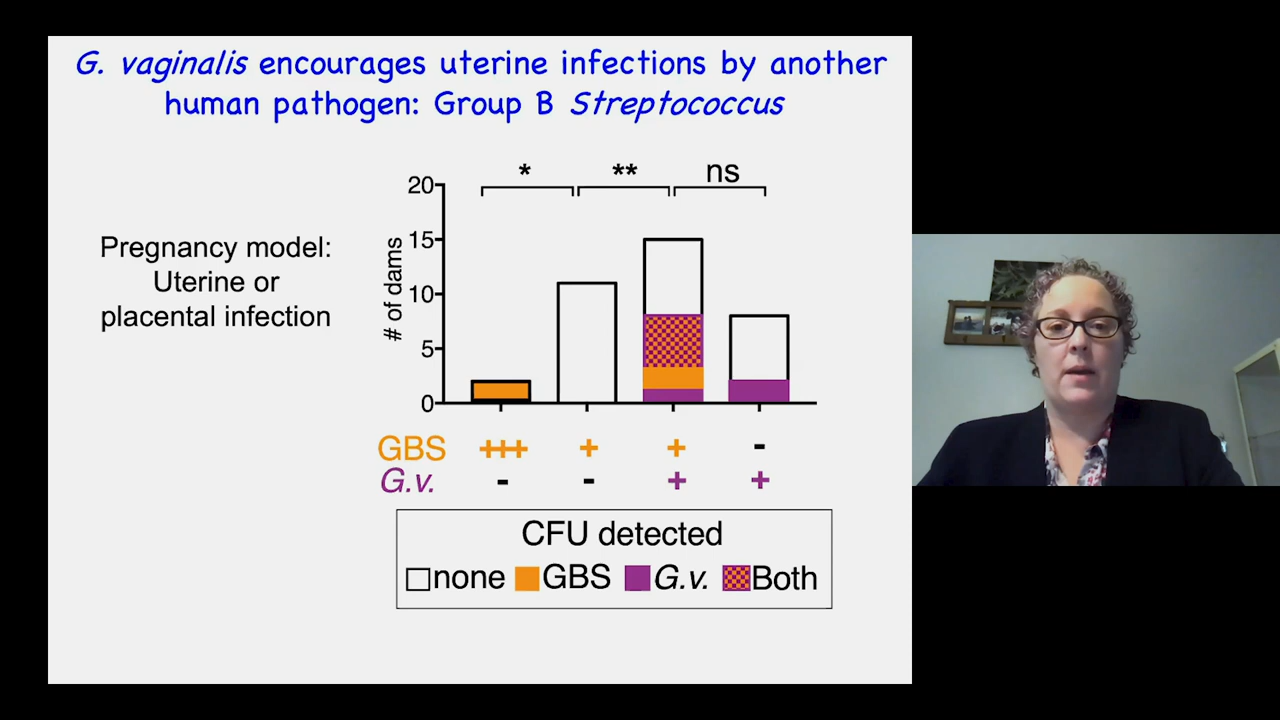 G. vaginalis encourages uterine infections by another
human pathogen: Group B Streptococcus
* ** ns
Pregnancy model:
Uterine or
placental infection
# of dams
20
15
10
5
0
GBS +++ + + -
G.v. - - + +
CFU detected
none GBS G.v. Both